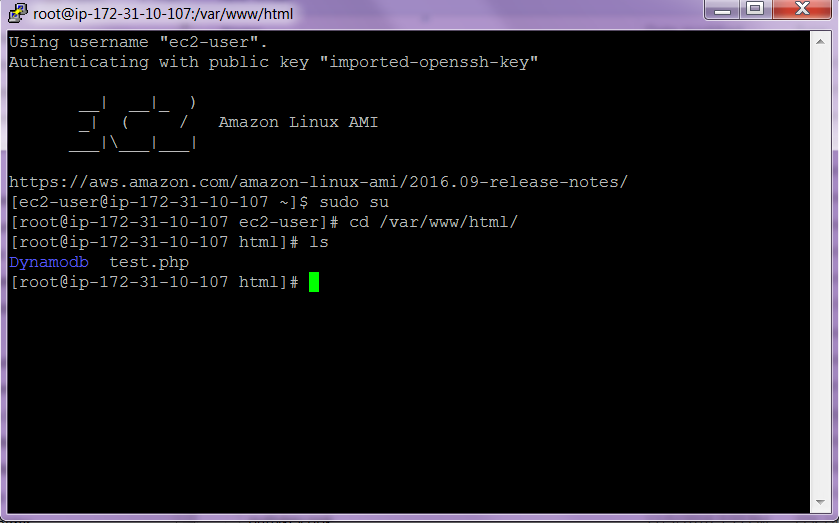 root@ip-172-31-10-107:/var/www/html
Using username "ec2-user".
Authenticating with public key "imported-openssh-key"
       __|  __|_  )
       _|  (     /   Amazon Linux AMI
      ___|\___|___|
https://aws.amazon.com/amazon-linux-ami/2016.09-release-notes/
[ec2-user@ip-172-31-10-107 ~]$ sudo su
[root@ip-172-31-10-107 ec2-user]# cd /var/www/html/
[root@ip-172-31-10-107 html]# ls
Dynamodb  test.php
[root@ip-172-31-10-107 html]#